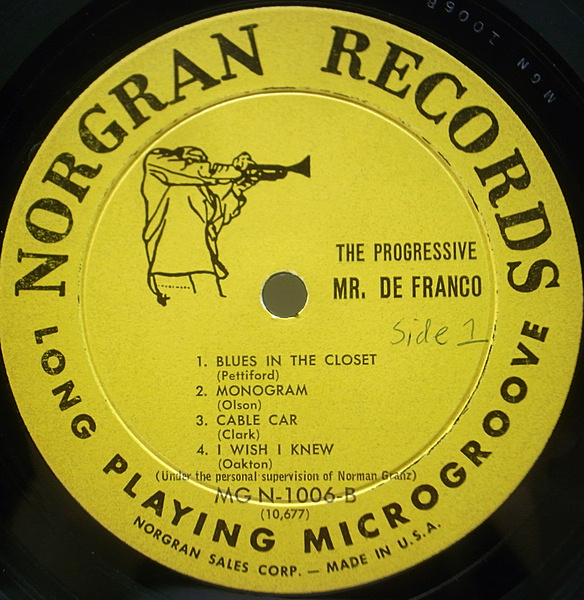 NORGRAN RECORDS
THE PROGRESSIVE
MR. DE FRANCO
Side 1
1. BLUES IN THE CLOSET
(Pettiford)
2. MONOGRAM
(Olson)
3. CABLE CAR
(Clark)
4. I WISH I KNEW
(Oakton)
(Under the personal supervision of Norman Granz)
MG N-1006-B
(10,677)
LONG PLAYING MICROGROOVE
NORGRAN SALES CORP. — MADE IN U.S.A.